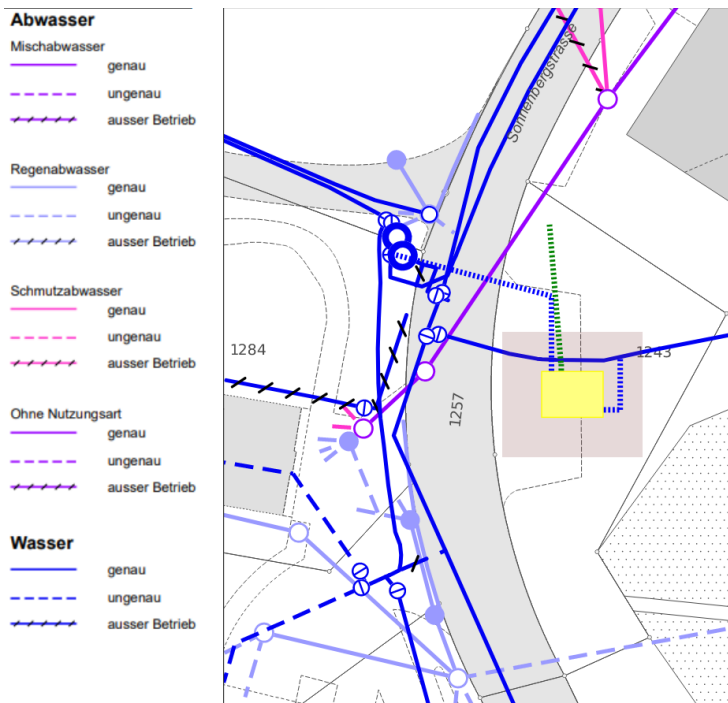 Abwasser
Mischabwasser
genau
ungenau
ausser Betrieb
Regenabwasser
genau
ungenau
ausser Betrieb
Schmutzabwasser
genau
ungenau
ausser Betrieb
Ohne Nutzungsart
genau
ungenau
ausser Betrieb
Wasser
genau
ungenau
ausser Betrieb
Sonnenbergstrasse
1284
1243
1257